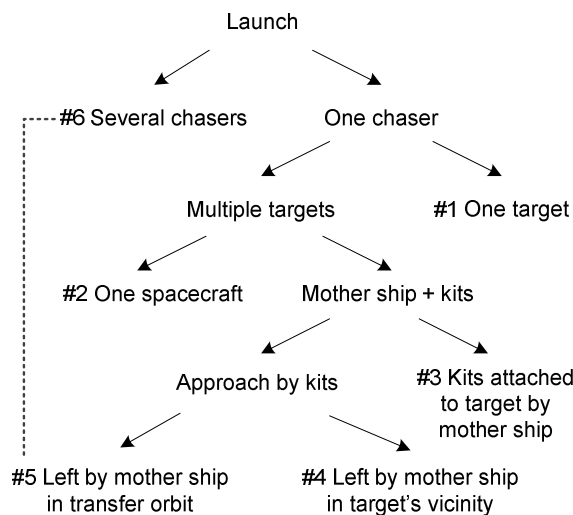 Launch
#6 Several chasers
One chaser
Multiple targets
#1 One target
#2 One spacecraft
Mother ship + kits
Approach by kits
#3 Kits attached
to target by
mother ship
#5 Left by mother ship
in transfer orbit
#4 Left by mother ship
in target's vicinity